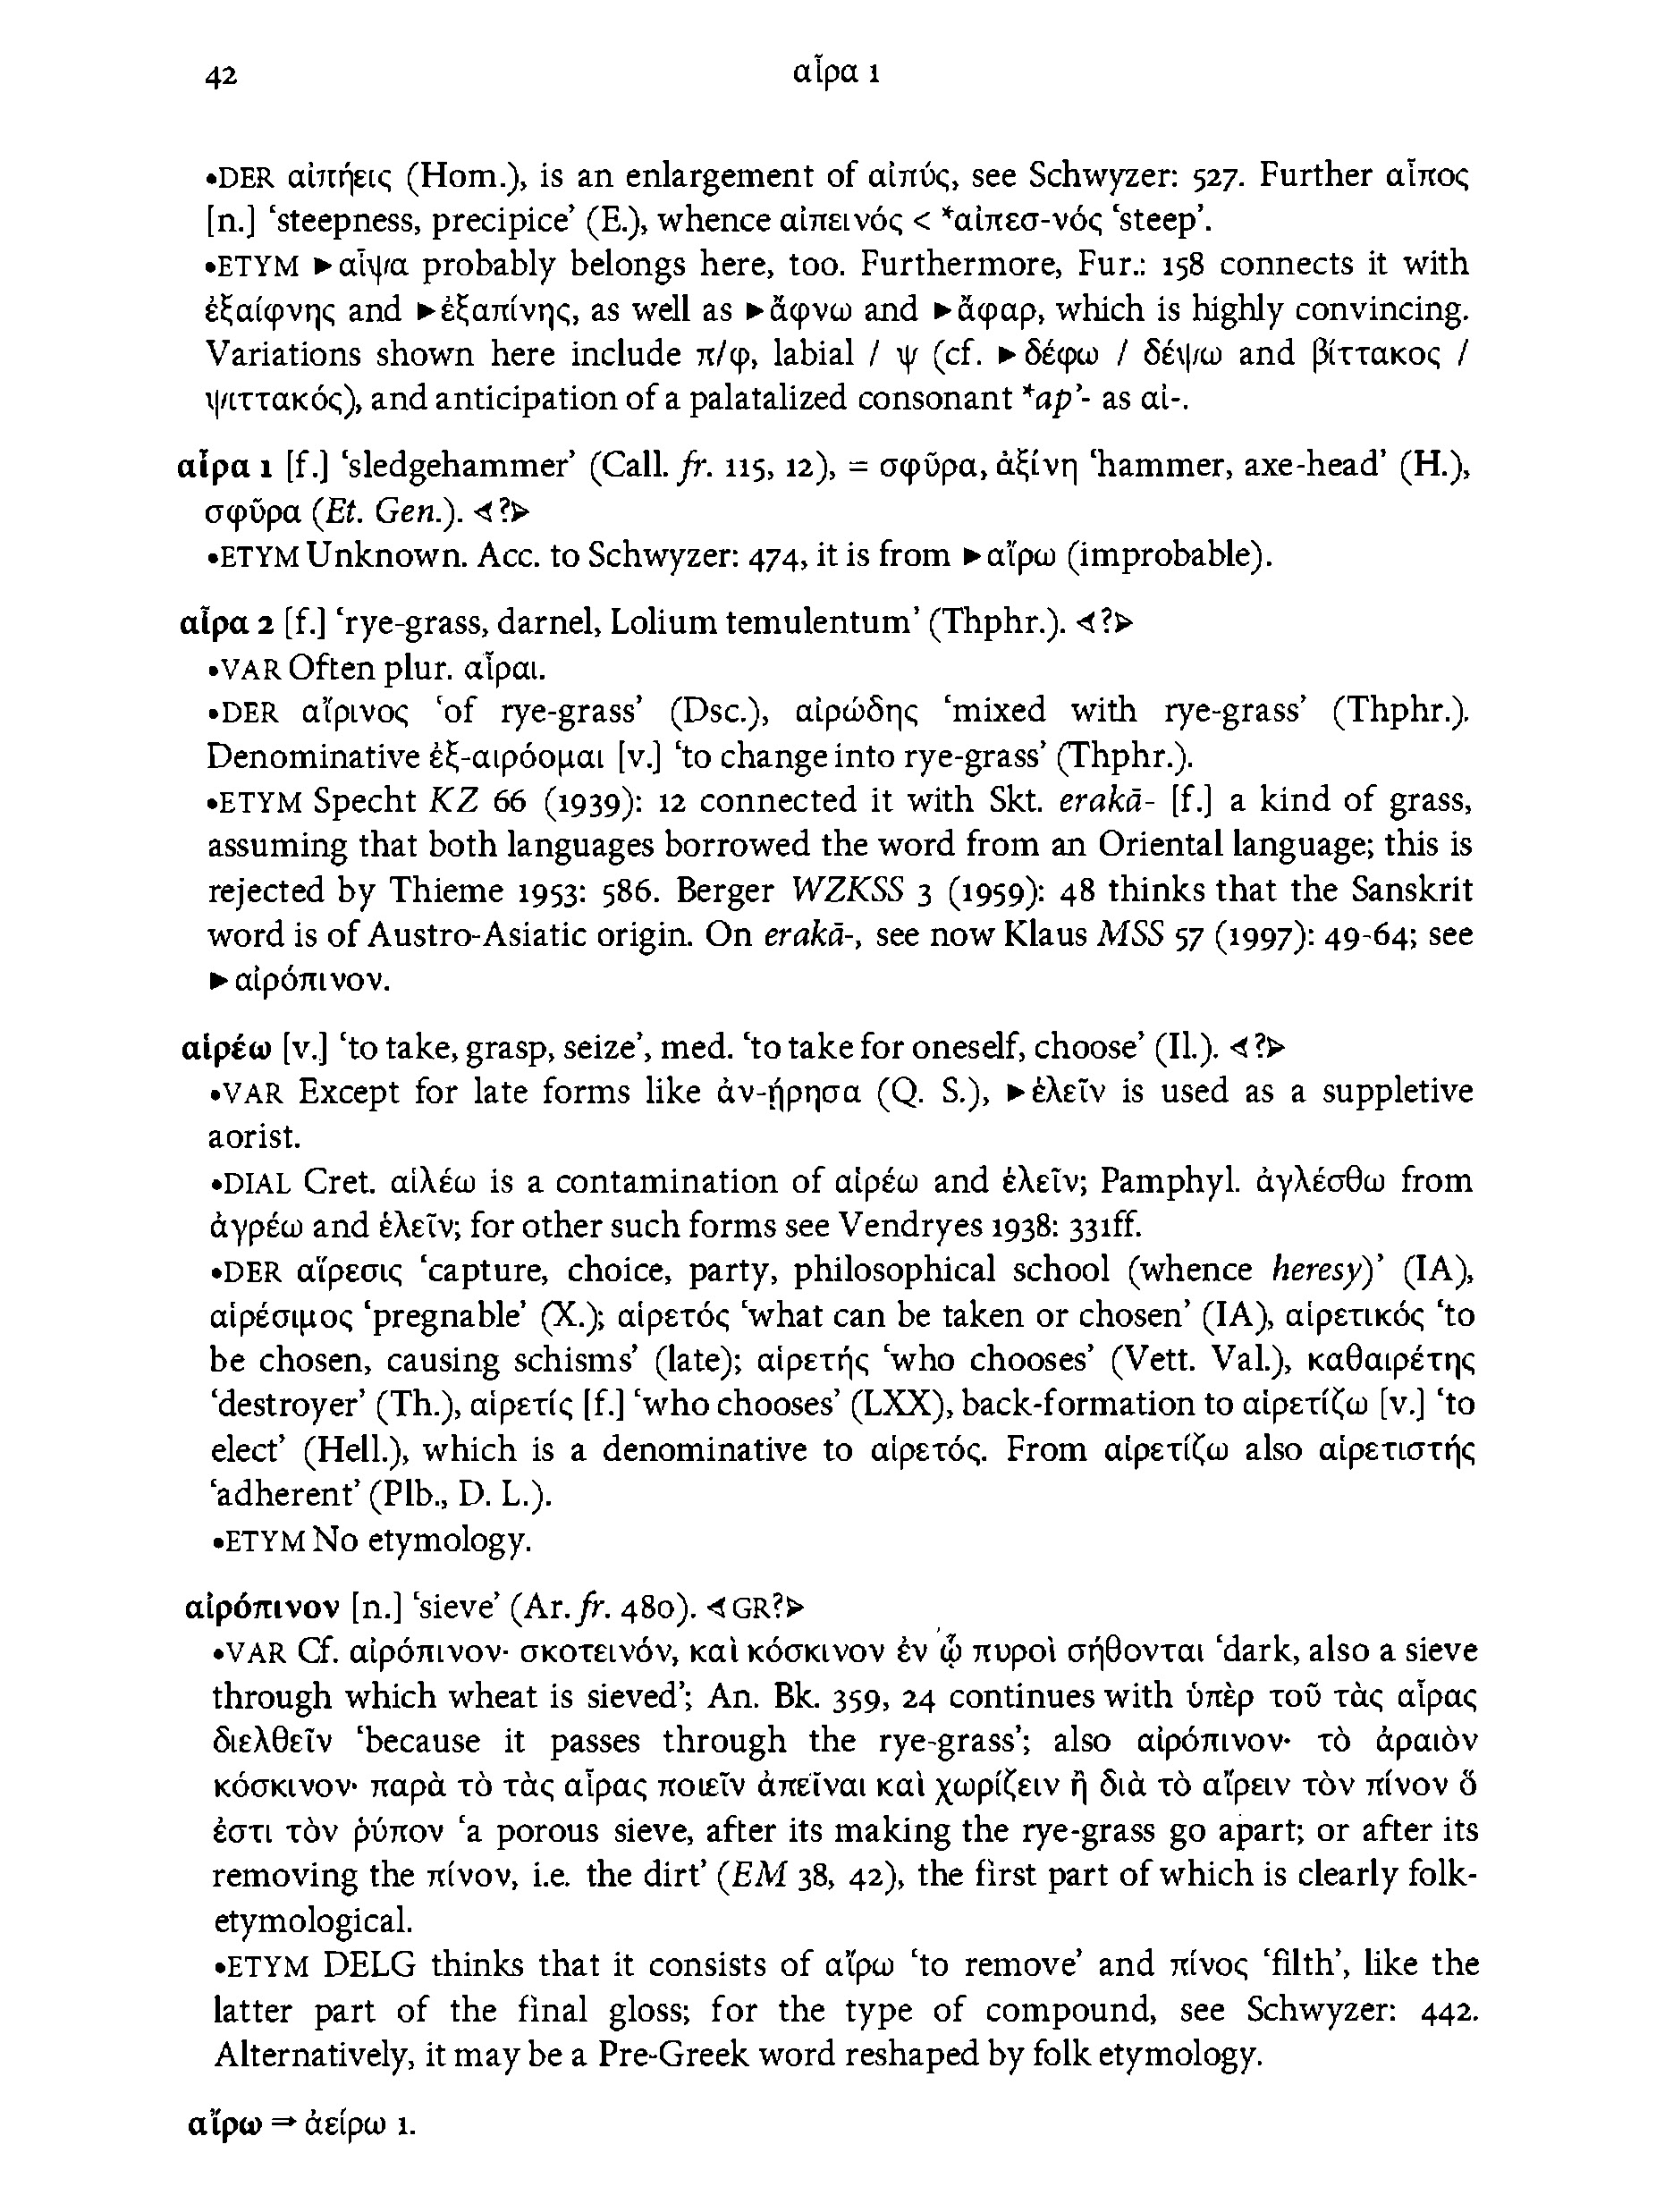 42
αἶρα 1
•DER αἰπήεις (Hom.), is an enlargement of αἰπύς, see Schwyzer: 527. Further αἶπος
[n.] ‘steepness, precipice’ (E.), whence αἰπεινός < *αἰπεσ-νός ‘steep’.
•ETYM ►αἶψα probably belongs here, too. Furthermore, Fur.: 158 connects it with
ἐξαίφνης and ►ἐξαπίνης, as well as ►ἄφνω and ►ἄφαρ, which is highly convincing.
Variations shown here include π/φ, labial / ψ (cf. ►δέφω / δέψω and βίττακος /
ψιττακός), and anticipation of a palatalized consonant *ap’- as αἰ-.
αἶρα 1 [f.] ‘sledgehammer’ (Call. fr. 115, 12), = σφῦρα, ἀξίνη ‘hammer, axe-head’ (H.),
σφῦρα (Et. Gen.). ⊲?⊳
•ETYM Unknown. Acc. to Schwyzer: 474, it is from ►αἴρω (improbable).
αἶρα 2 [f.] ‘rye-grass, darnel, Lolium temulentum’ (Thphr.). ⊲?⊳
•VAR Often plur. αἶραι.
•DER αἴρινος ‘of rye-grass’ (Dsc.), αἰρώδης ‘mixed with rye-grass’ (Thphr.).
Denominative ἐξ-αιρόομαι [v.] ‘to change into rye-grass’ (Thphr.).
•ETYM Specht KZ 66 (1939): 12 connected it with Skt. erakā- [f.] a kind of grass,
assuming that both languages borrowed the word from an Oriental language; this is
rejected by Thieme 1953: 586. Berger WZKSS 3 (1959): 48 thinks that the Sanskrit
word is of Austro-Asiatic origin. On erakā-, see now Klaus MSS 57 (1997): 49-64; see
►αἰρόπινον.
αἱρέω [v.] ‘to take, grasp, seize’, med. ‘to take for oneself, choose’ (Il.). ⊲?⊳
•VAR Except for late forms like ἀν-ῄρησα (Q. S.), ►ἑλεῖν is used as a suppletive
aorist.
•DIAL Cret. αἰλέω is a contamination of αἱρέω and ἑλεῖν; Pamphyl. ἀγλέσθω from
ἀγρέω and ἑλεῖν; for other such forms see Vendryes 1938: 331ff.
•DER αἵρεσις ‘capture, choice, party, philosophical school (whence heresy)’ (IA),
αἱρέσιμος ‘pregnable’ (X.); αἱρετός ‘what can be taken or chosen’ (IA), αἱρετικός ‘to
be chosen, causing schisms’ (late); αἱρετής ‘who chooses’ (Vett. Val.), καθαιρέτης
‘destroyer’ (Th.), αἱρετίς [f.] ‘who chooses’ (LXX), back-formation to αἱρετίζω [v.] ‘to
elect’ (Hell.), which is a denominative to αἱρετός. From αἱρετίζω also αἱρετιστής
‘adherent’ (Plb., D. L.).
•ETYM No etymology.
αἰρόπινον [n.] ‘sieve’ (Ar. fr. 480). ⊲GR?⊳
•VAR Cf. αἰρόπινον· σκοτεινόν, καὶ κόσκινον ἐν ᾧ πυροὶ σήθονται ‘dark, also a sieve
through which wheat is sieved’; An. Bk. 359, 24 continues with ὑπὲρ τοῦ τὰς αἶρας
διελθεῖν ‘because it passes through the rye-grass’; also αἰρόπινον· τὸ ἀραιὸν
κόσκινον· παρὰ τὸ τὰς αἶρας ποιεῖν ἀπεῖναι καὶ χωρίζειν ἢ διὰ τὸ αἴρειν τὸν πίνον ὅ
ἐστι τὸν ῥύπον ‘a porous sieve, after its making the rye-grass go apart; or after its
removing the πίνον, i.e. the dirt’ (EM 38, 42), the first part of which is clearly folk-
etymological.
•ETYM DELG thinks that it consists of αἴρω ‘to remove’ and πίνος ‘filth’, like the
latter part of the final gloss; for the type of compound, see Schwyzer: 442.
Alternatively, it may be a Pre-Greek word reshaped by folk etymology.
αἴρω ⇒ ἀείρω 1.